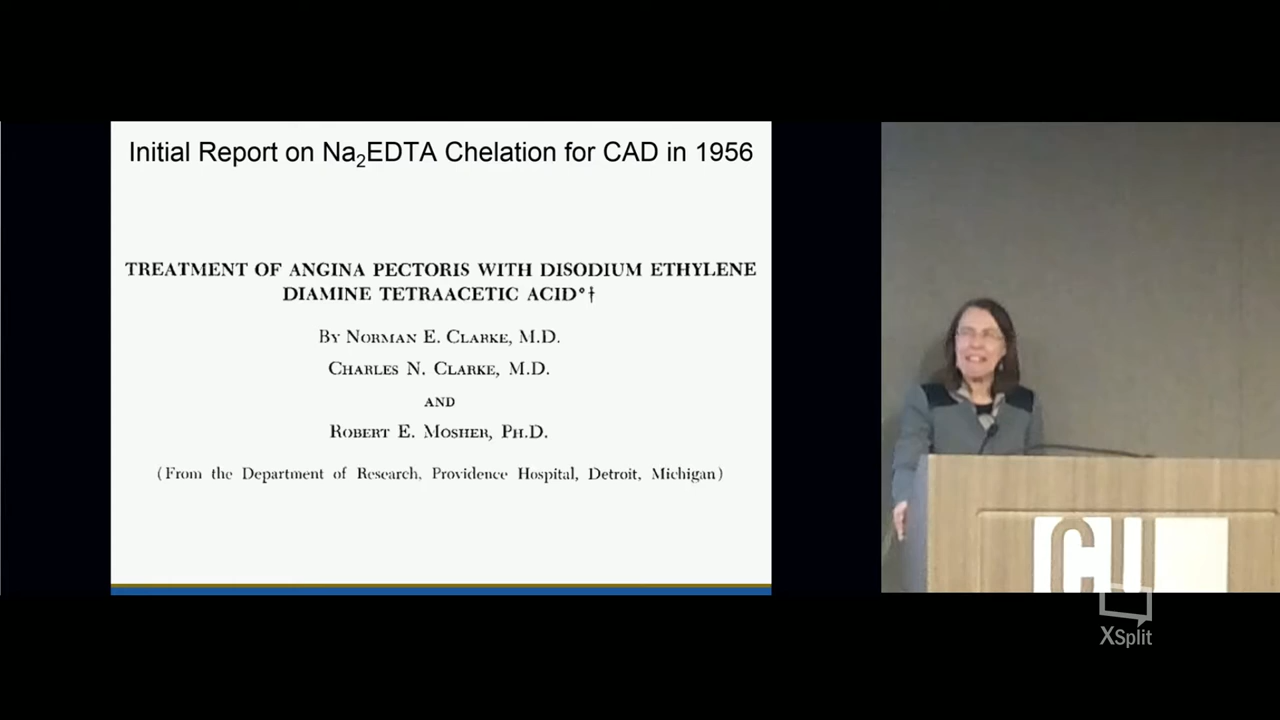 Initial Report on Na₂EDTA Chelation for CAD in 1956
TREATMENT OF ANGINA PECTORIS WITH DISODIUM ETHYLENE
DIAMINE TETRAACETIC ACID*†
By Norman E. Clarke, M.D.
Charles N. Clarke, M.D.
AND
Robert E. Mosher, Ph.D.
(From the Department of Research, Providence Hospital, Detroit, Michigan)
CU
XSplit